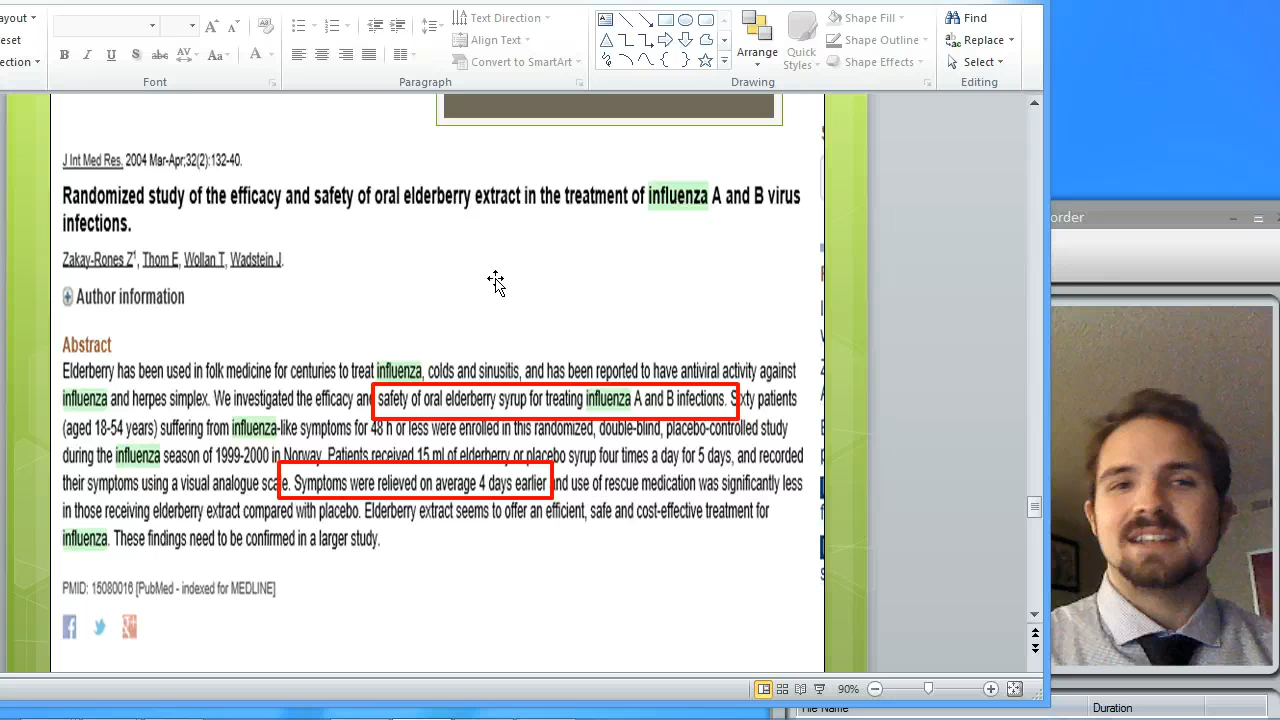 ayout
Text Direction
Shape Fill
Find
eset
Align Text
Shape Outline
Replace
ection
B I U S abc AV Aa A
Convert to SmartArt
Arrange
Quick
Styles
Shape Effects
Select
Font
Paragraph
Drawing
Editing
J Int Med Res. 2004 Mar-Apr;32(2):132-40.
Randomized study of the efficacy and safety of oral elderberry extract in the treatment of influenza A and B virus
infections.
Zakay-Rones Z1, Thom E, Wollan T, Wadstein J.
Author information
Abstract
Elderberry has been used in folk medicine for centuries to treat influenza, colds and sinusitis, and has been reported to have antiviral activity against
influenza and herpes simplex. We investigated the efficacy and safety of oral elderberry syrup for treating influenza A and B infections. Sixty patients
(aged 18-54 years) suffering from influenza-like symptoms for 48 h or less were enrolled in this randomized, double-blind, placebo-controlled study
during the influenza season of 1999-2000 in Norway. Patients received 15 ml of elderberry or placebo syrup four times a day for 5 days, and recorded
their symptoms using a visual analogue scale. Symptoms were relieved on average 4 days earlier and use of rescue medication was significantly less
in those receiving elderberry extract compared with placebo. Elderberry extract seems to offer an efficient, safe and cost-effective treatment for
influenza. These findings need to be confirmed in a larger study.
PMID: 15080016 [PubMed - indexed for MEDLINE]
90%
order
File Name
Duration